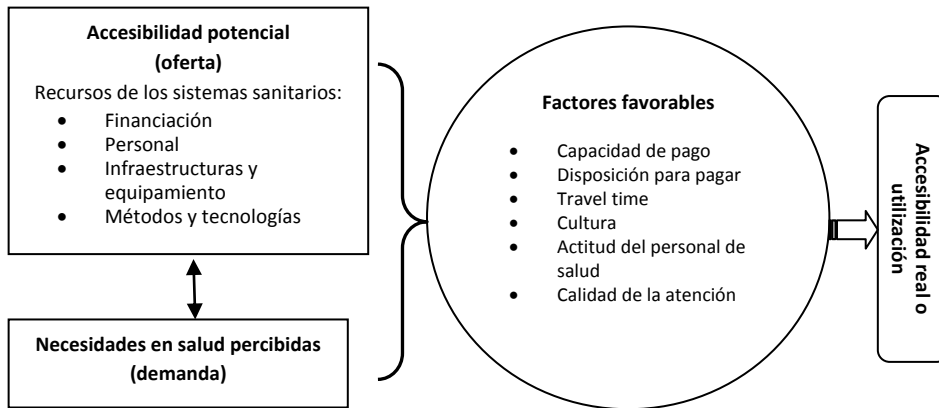 Accesibilidad potencial
(oferta)
Recursos de los sistemas sanitarios:
• Financiación
• Personal
• Infraestructuras y
equipamiento
• Métodos y tecnologías
Necesidades en salud percibidas
(demanda)
Factores favorables
• Capacidad de pago
• Disposición para pagar
• Travel time
• Cultura
• Actitud del personal de
salud
• Calidad de la atención
Accesibilidad real o
utilización